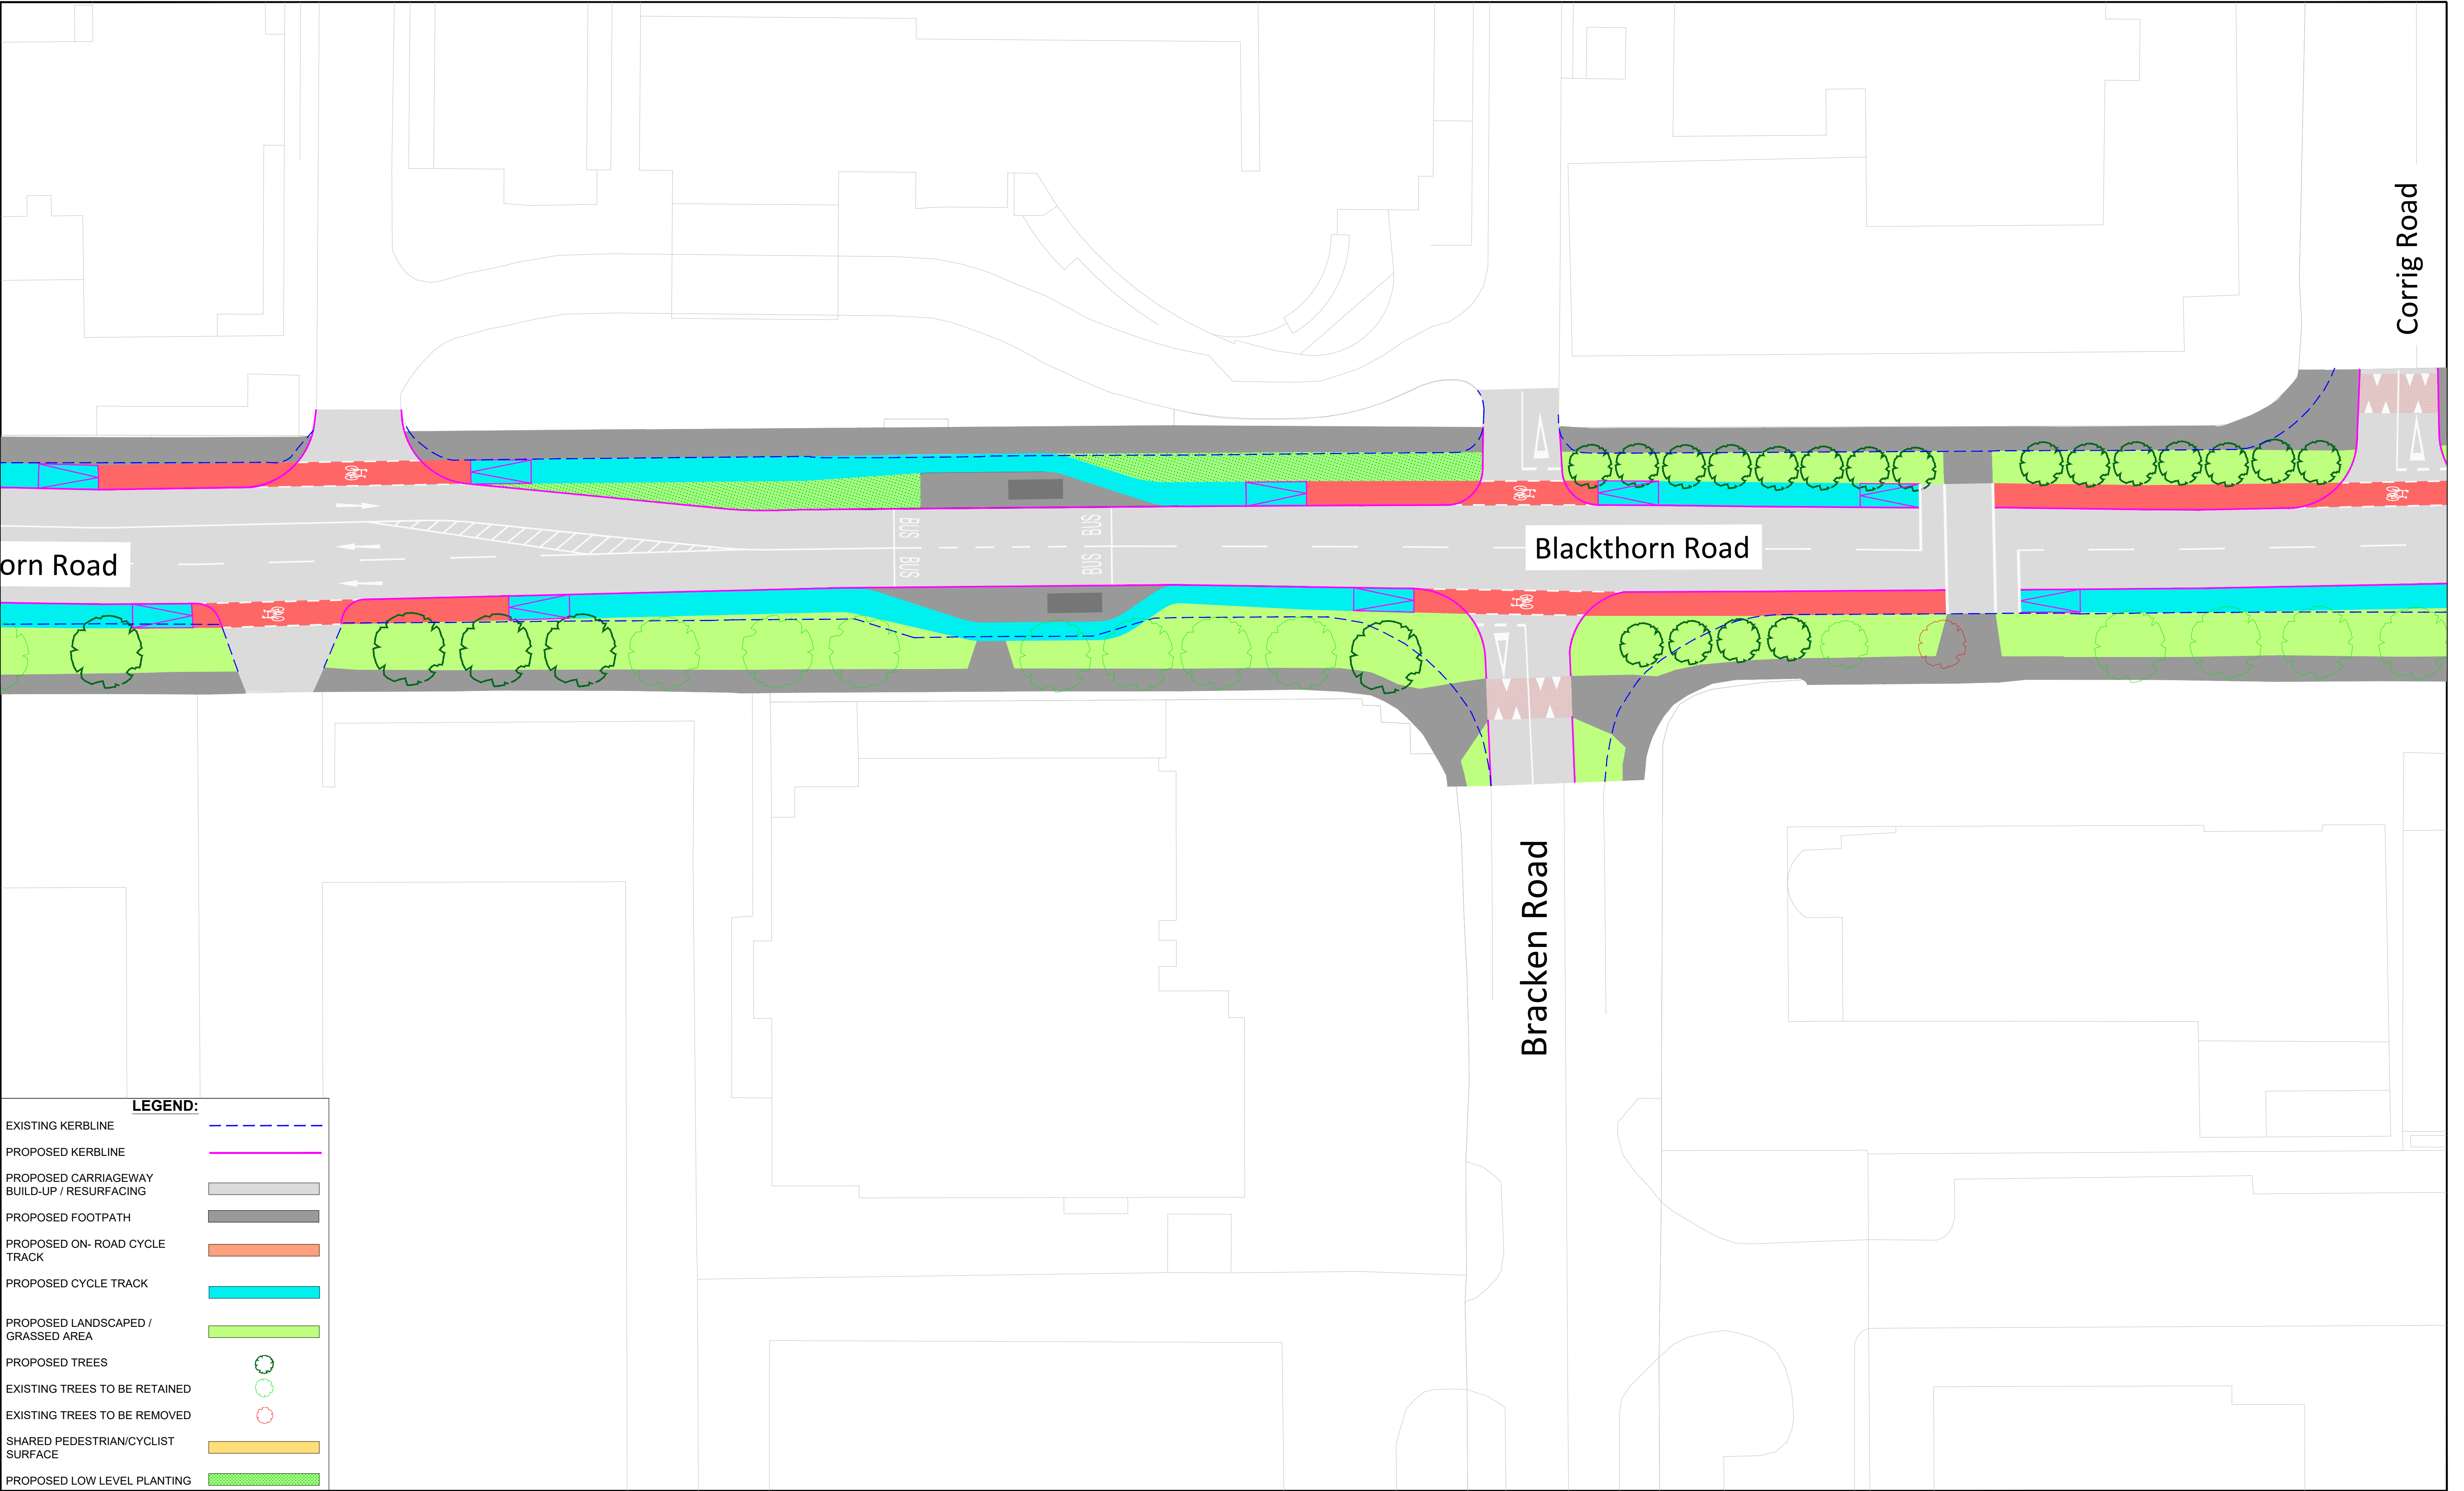 Corrig Road
BUS BUS
BUS BUS
Blackthorn Road
orn Road
Bracken Road
LEGEND:
EXISTING KERBLINE
PROPOSED KERBLINE
PROPOSED CARRIAGEWAY
BUILD-UP / RESURFACING
PROPOSED FOOTPATH
PROPOSED ON- ROAD CYCLE
TRACK
PROPOSED CYCLE TRACK
PROPOSED LANDSCAPED /
GRASSED AREA
PROPOSED TREES
EXISTING TREES TO BE RETAINED
EXISTING TREES TO BE REMOVED
SHARED PEDESTRIAN/CYCLIST
SURFACE
PROPOSED LOW LEVEL PLANTING